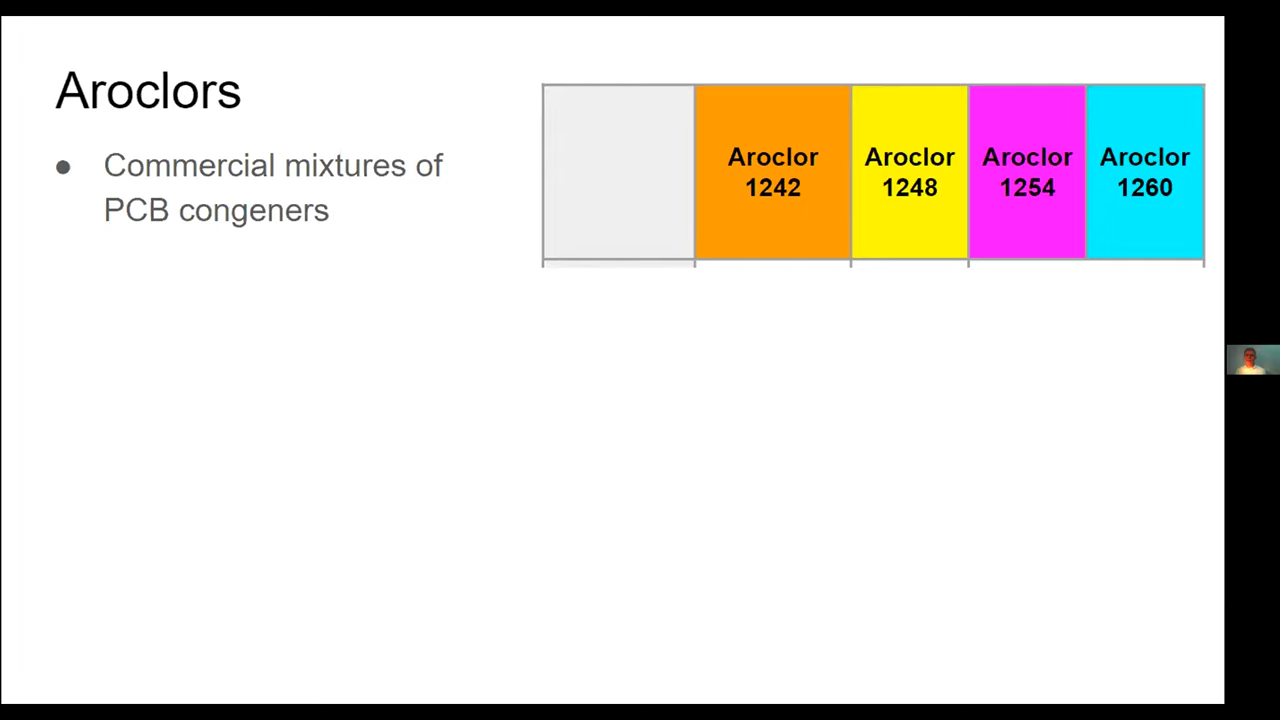 Aroclors
● Commercial mixtures of
PCB congeners
Aroclor 1242
Aroclor 1248
Aroclor 1254
Aroclor 1260